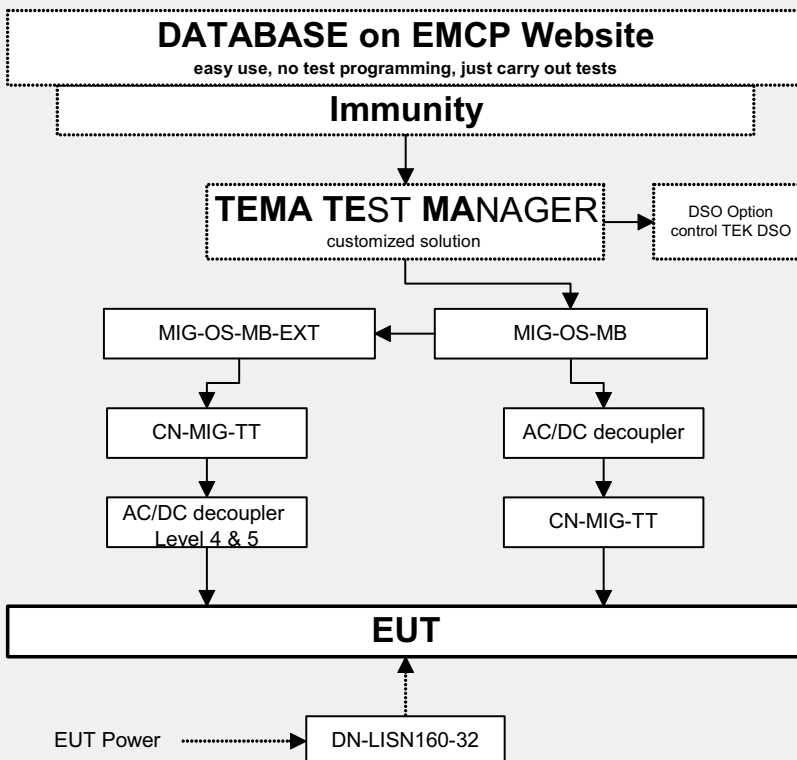 DATABASE on EMCP Website
easy use, no test programming, just carry out tests
Immunity
TEMA TEST MANAGER
customized solution
DSO Option
control TEK DSO
MIG-OS-MB-EXT
MIG-OS-MB
CN-MIG-TT
AC/DC decoupler
AC/DC decoupler
Level 4 & 5
CN-MIG-TT
EUT
EUT Power
DN-LISN160-32